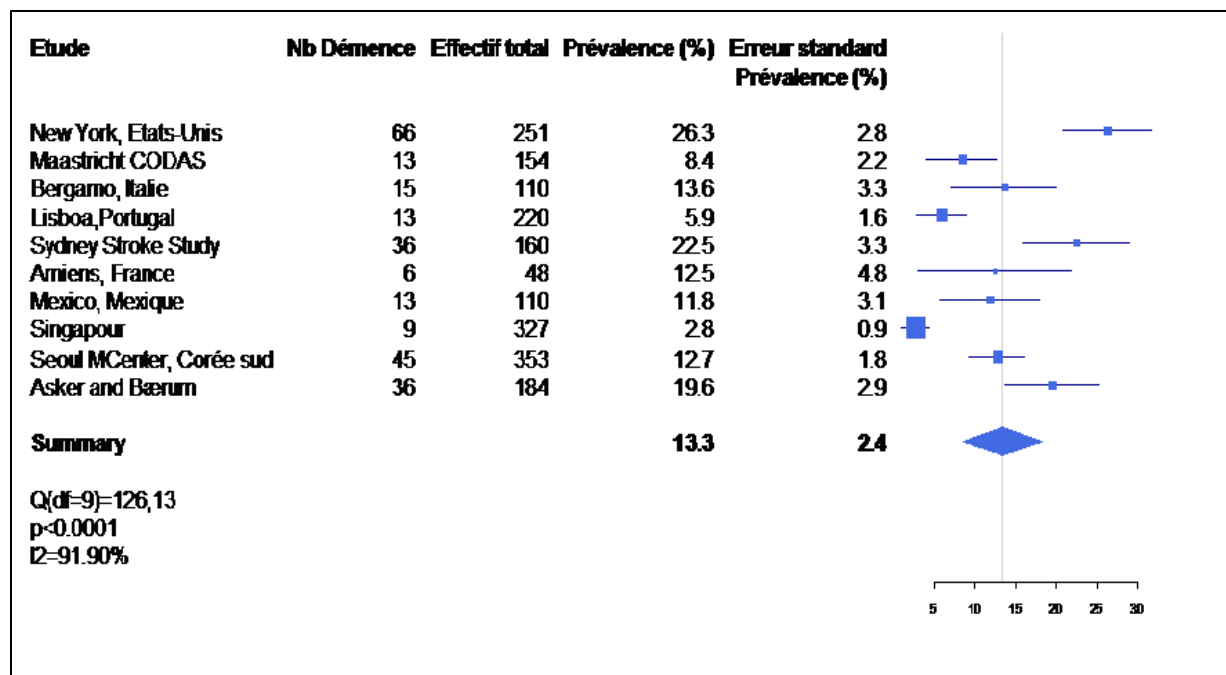 Etude Nb Démence Effectif total Prévalence (%) Erreur standard
Prévalence (%)
New York, Etats-Unis 66 251 26.3 2.8
Maastricht CODAS 13 154 8.4 2.2
Bergamo, Italie 15 110 13.6 3.3
Lisboa,Portugal 13 220 5.9 1.6
Sydney Stroke Study 36 160 22.5 3.3
Amiens, France 6 48 12.5 4.8
Mexico, Mexique 13 110 11.8 3.1
Singapour 9 327 2.8 0.9
Seoul MCenter, Corée sud 45 353 12.7 1.8
Asker and Bærum 36 184 19.6 2.9
Summary 13.3 2.4
Q(df=9)=126,13
p<0.0001
I2=91.90%
5 10 15 20 25 30